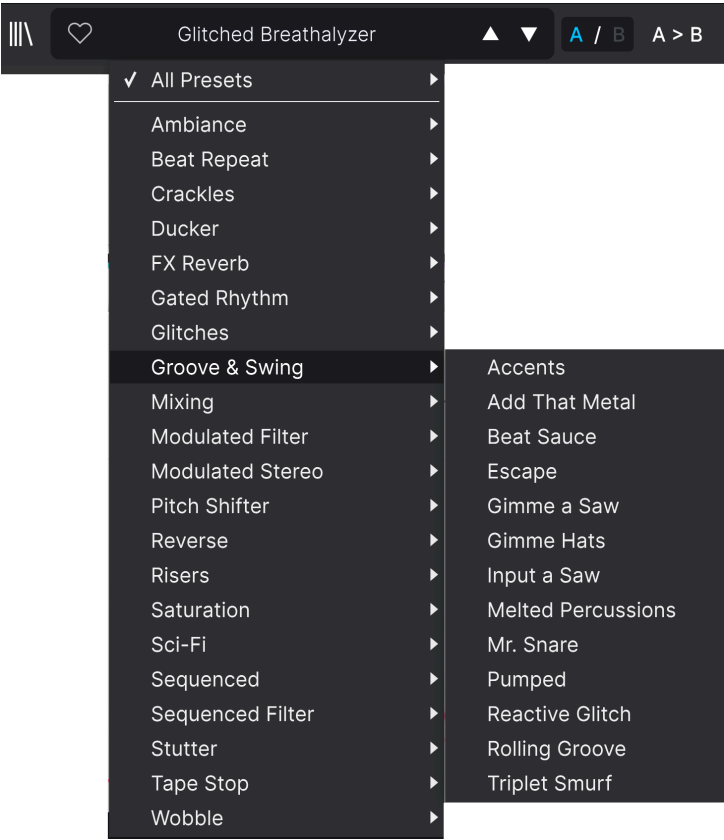 Glitched Breathalyzer A / B A > B
✓ All Presets
Ambiance
Beat Repeat
Crackles
Ducker
FX Reverb
Gated Rhythm
Glitches
Groove & Swing
Mixing
Modulated Filter
Modulated Stereo
Pitch Shifter
Reverse
Risers
Saturation
Sci-Fi
Sequenced
Sequenced Filter
Stutter
Tape Stop
Wobble
Accents
Add That Metal
Beat Sauce
Escape
Gimme a Saw
Gimme Hats
Input a Saw
Melted Percussions
Mr. Snare
Pumped
Reactive Glitch
Rolling Groove
Triplet Smurf